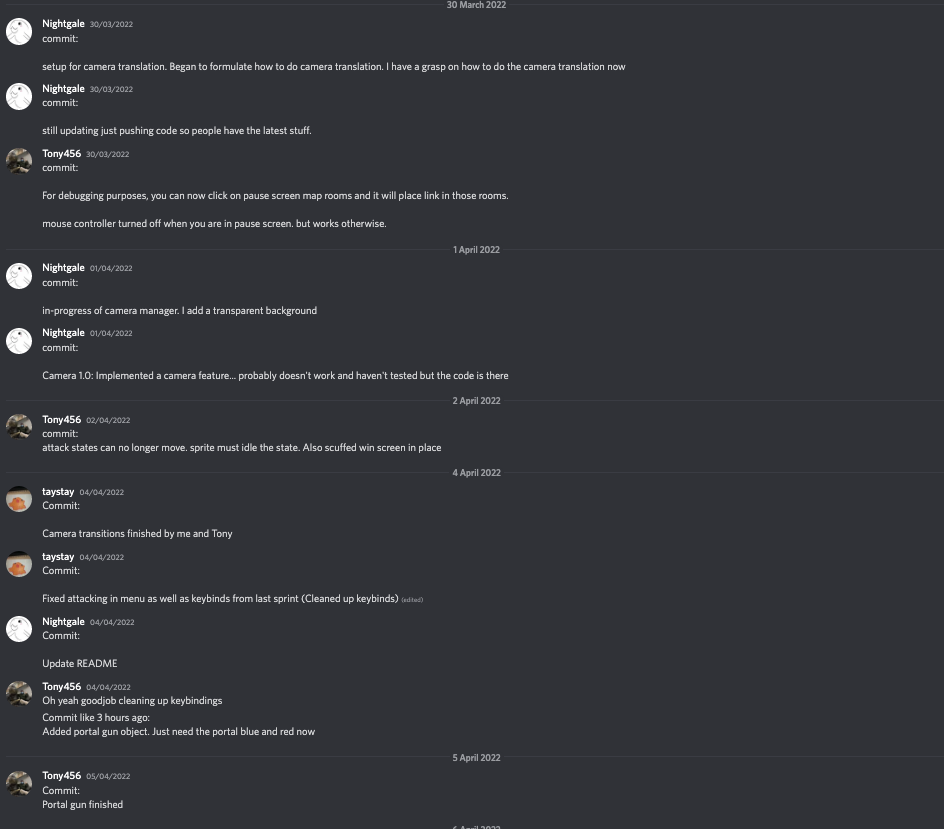 30 March 2022
Nightgale 30/03/2022
commit:
setup for camera translation. Began to formulate how to do camera translation. I have a grasp on how to do the camera translation now
Nightgale 30/03/2022
commit:
still updating just pushing code so people have the latest stuff.
Tony456 30/03/2022
commit:
For debugging purposes, you can now click on pause screen map rooms and it will place link in those rooms.
mouse controller turned off when you are in pause screen. but works otherwise.
1 April 2022
Nightgale 01/04/2022
commit:
in-progress of camera manager. I add a transparent background
Nightgale 01/04/2022
commit:
Camera 1.0: Implemented a camera feature... probably doesn't work and haven't tested but the code is there
2 April 2022
Tony456 02/04/2022
commit:
attack states can no longer move. sprite must idle the state. Also scuffed win screen in place
4 April 2022
taystay 04/04/2022
Commit:
Camera transitions finished by me and Tony
taystay 04/04/2022
Commit:
Fixed attacking in menu as well as keybinds from last sprint (Cleaned up keybinds) (edited)
Nightgale 04/04/2022
Commit:
Update README
Tony456 04/04/2022
Oh yeah goodjob cleaning up keybindings
Commit like 3 hours ago:
Added portal gun object. Just need the portal blue and red now
5 April 2022
Tony456 05/04/2022
Commit:
Portal gun finished
6 April 2022